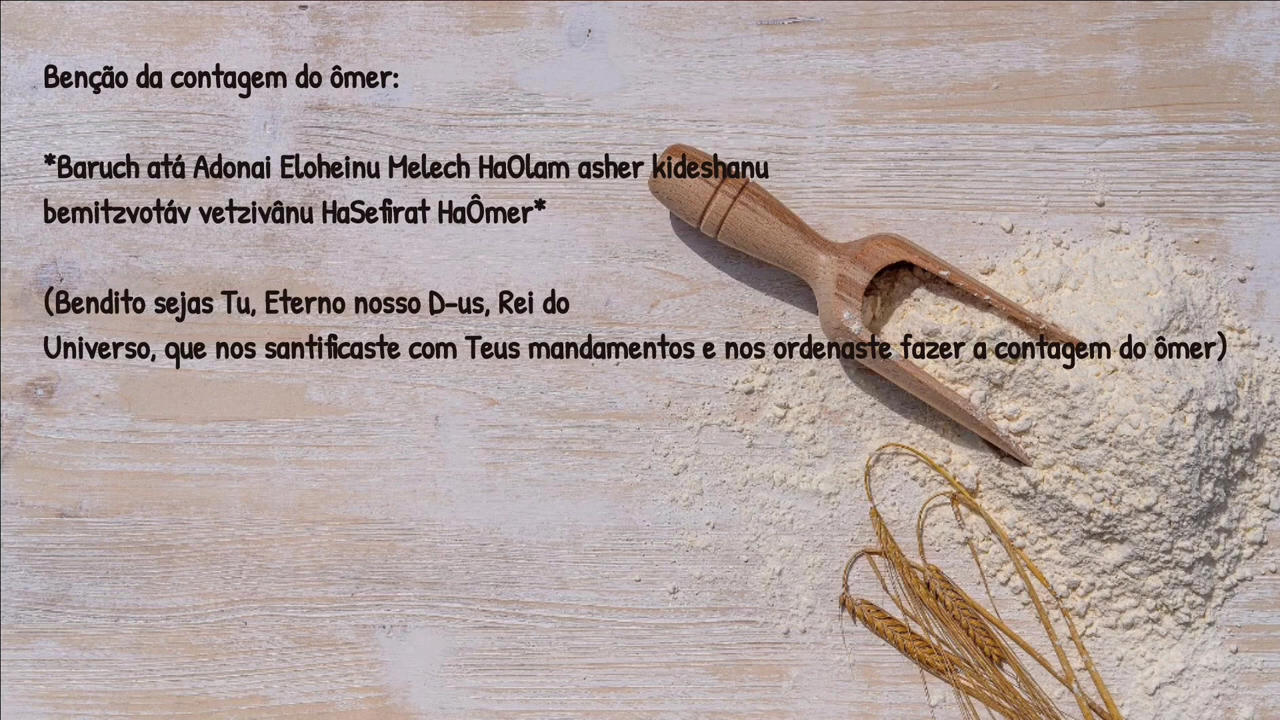 Benção da contagem do ômer:
*Baruch atá Adonai Eloheinu Melech HaOlam asher kideshanu
bemitzvotáv vetzivânu HaSefirat HaÔmer*
(Bendito sejas Tu, Eterno nosso D-us, Rei do
Universo, que nos santificaste com Teus mandamentos e nos ordenaste fazer a contagem do ômer)